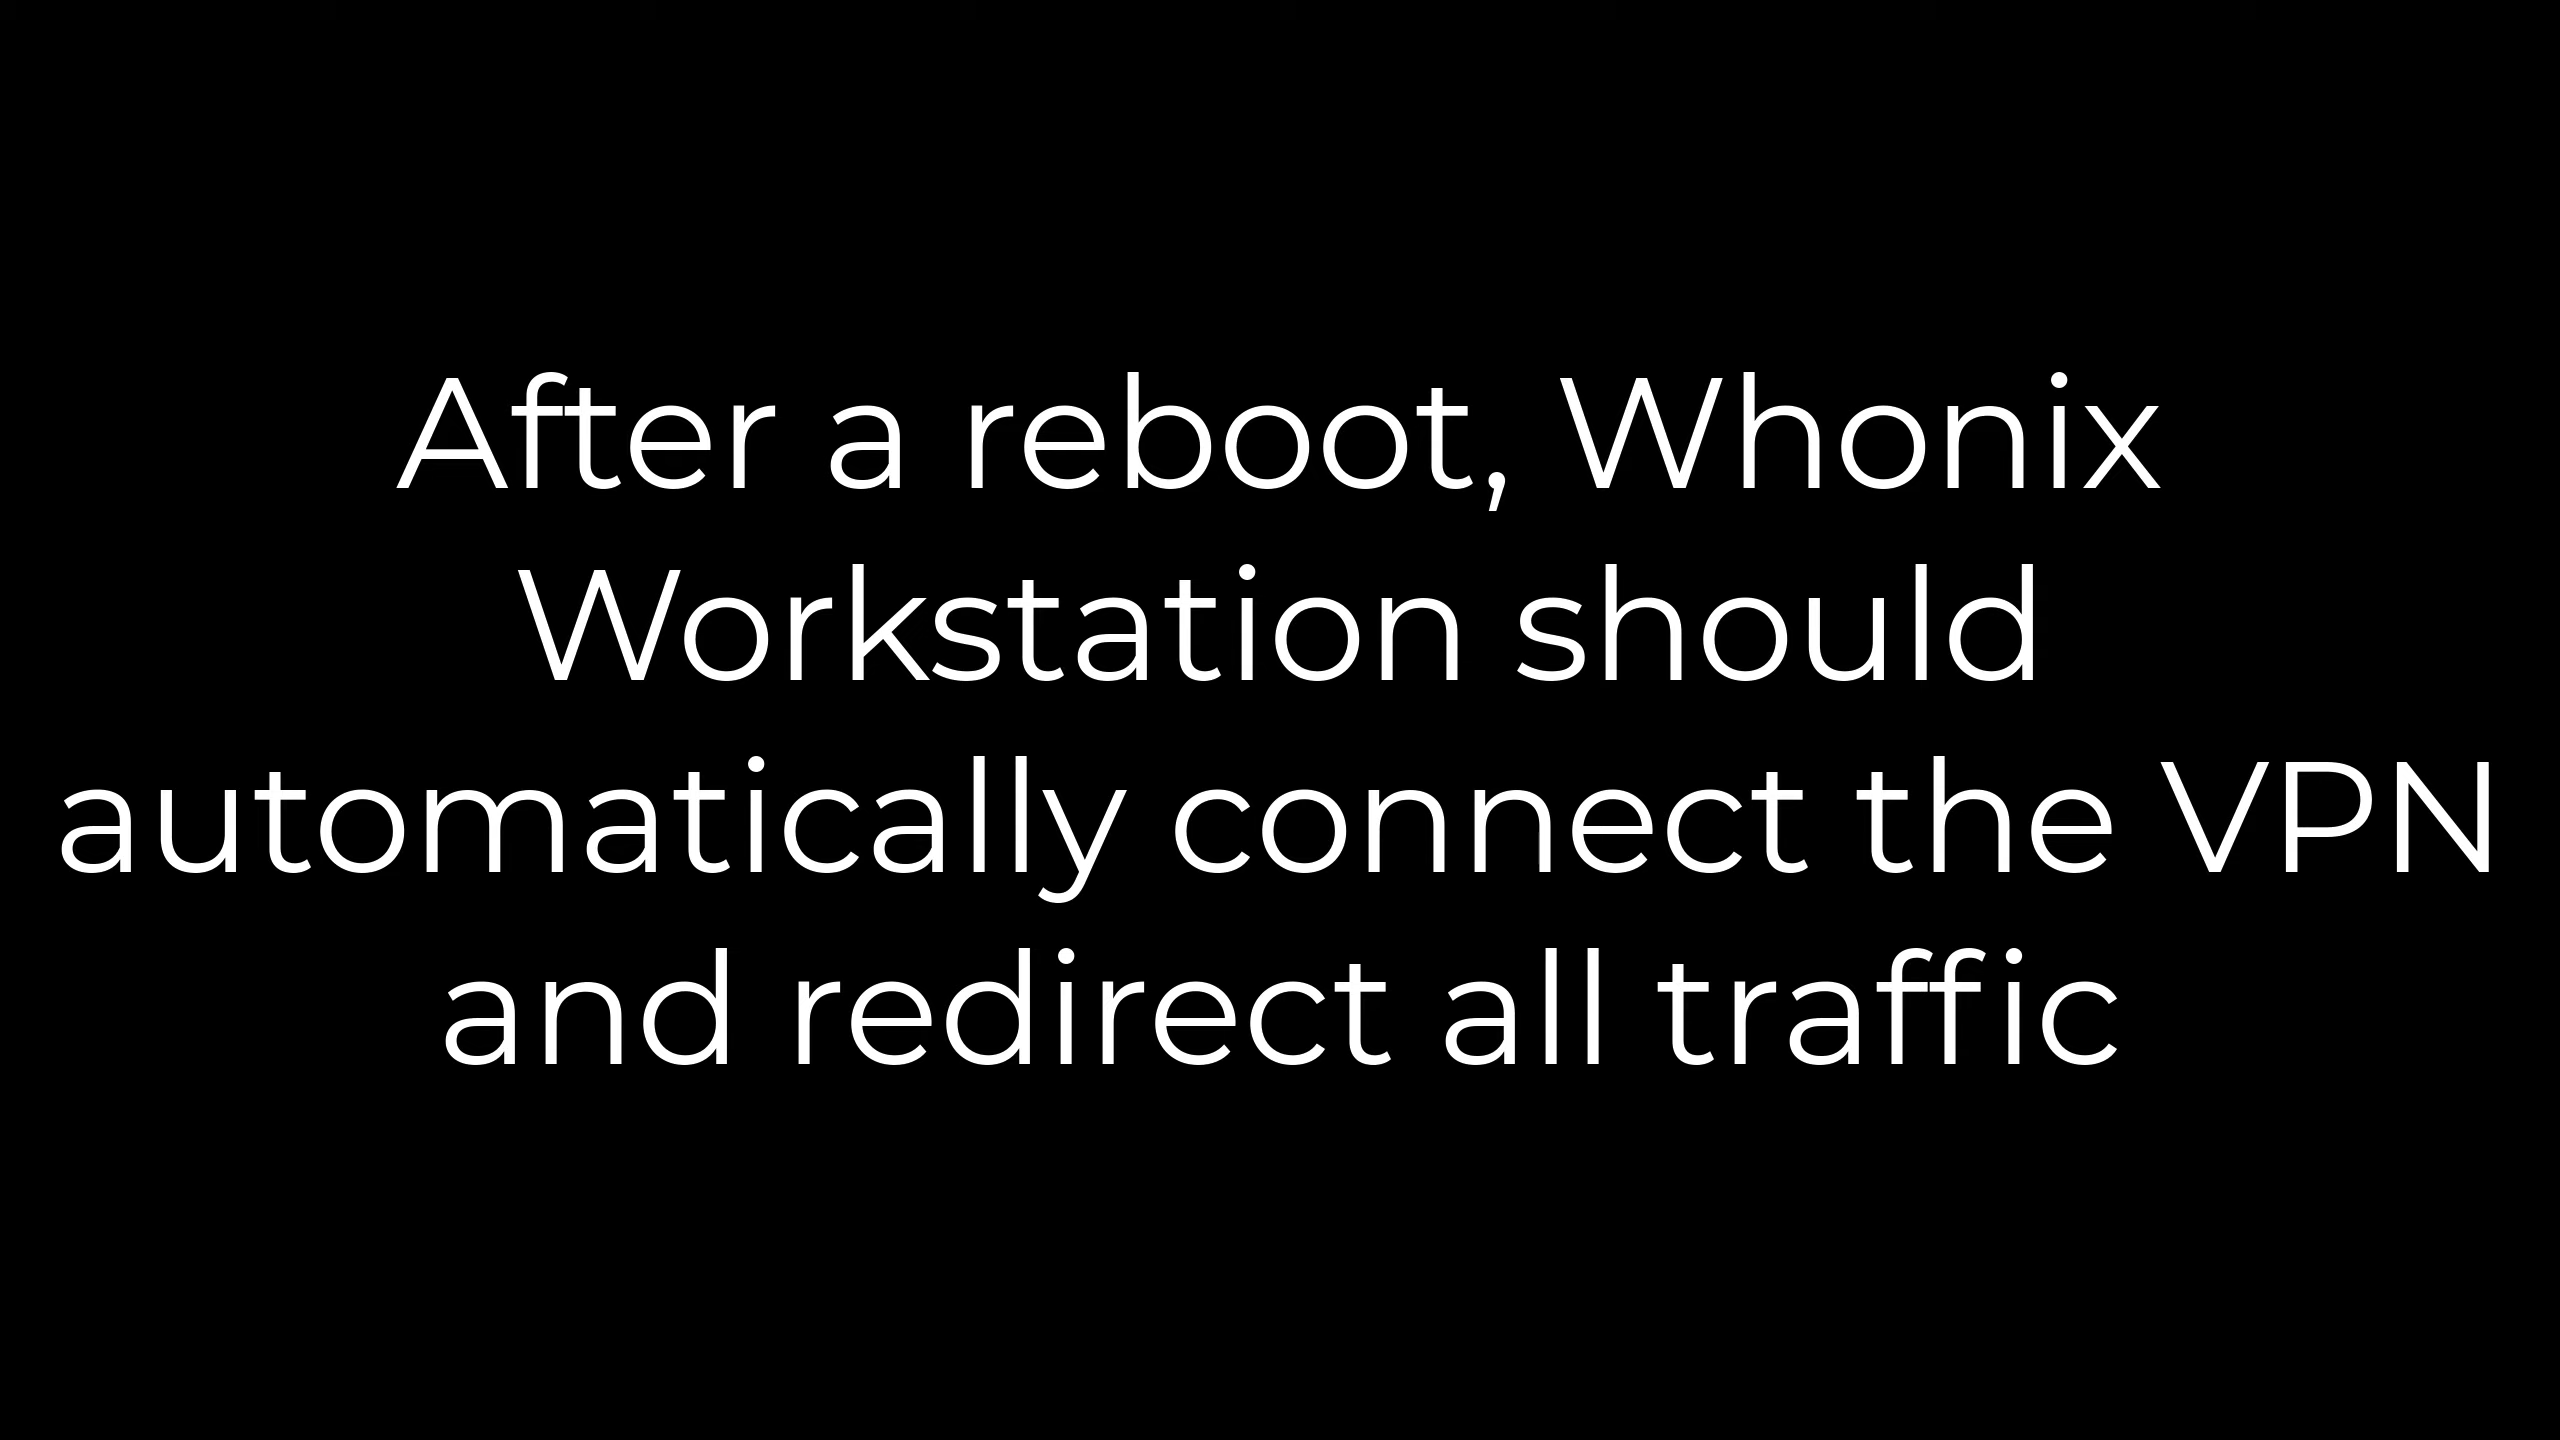 After a reboot, Whonix
Workstation should
automatically connect the VPN
and redirect all traffic